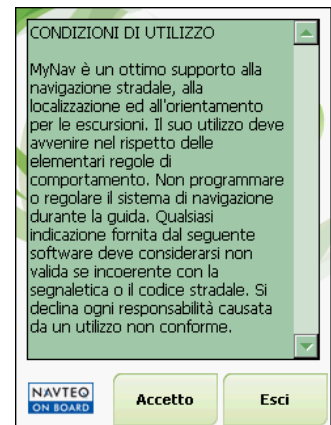 CONDIZIONI DI UTILIZZO
MyNav è un ottimo supporto alla
navigazione stradale, alla
localizzazione ed all'orientamento
per le escursioni. Il suo utilizzo deve
avvenire nel rispetto delle
elementari regole di
comportamento. Non programmare
o regolare il sistema di navigazione
durante la guida. Qualsiasi
indicazione fornita dal seguente
software deve considerarsi non
valida se incoerente con la
segnaletica o il codice stradale. Si
declina ogni responsabilità causata
da un utilizzo non conforme.
NAVTEQ
ON BOARD
Accetto
Esci